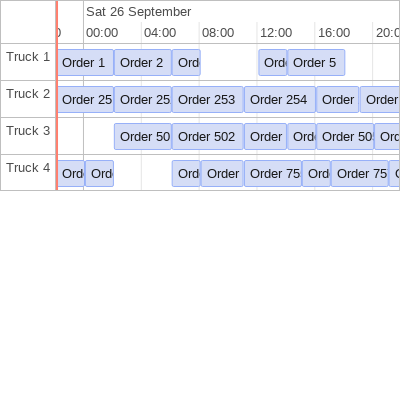 Sat 26 September
00:00 04:00 08:00 12:00 16:00 20:0
Truck 1 Order 1 Order 2 Ord Ord Order 5
Truck 2 Order 25 Order 25 Order 253 Order 254 Order Order
Truck 3 Order 50 Order 502 Order Ord Order 50 Ord
Truck 4 Ord Ord Ord Order Order 75 Ord Order 75